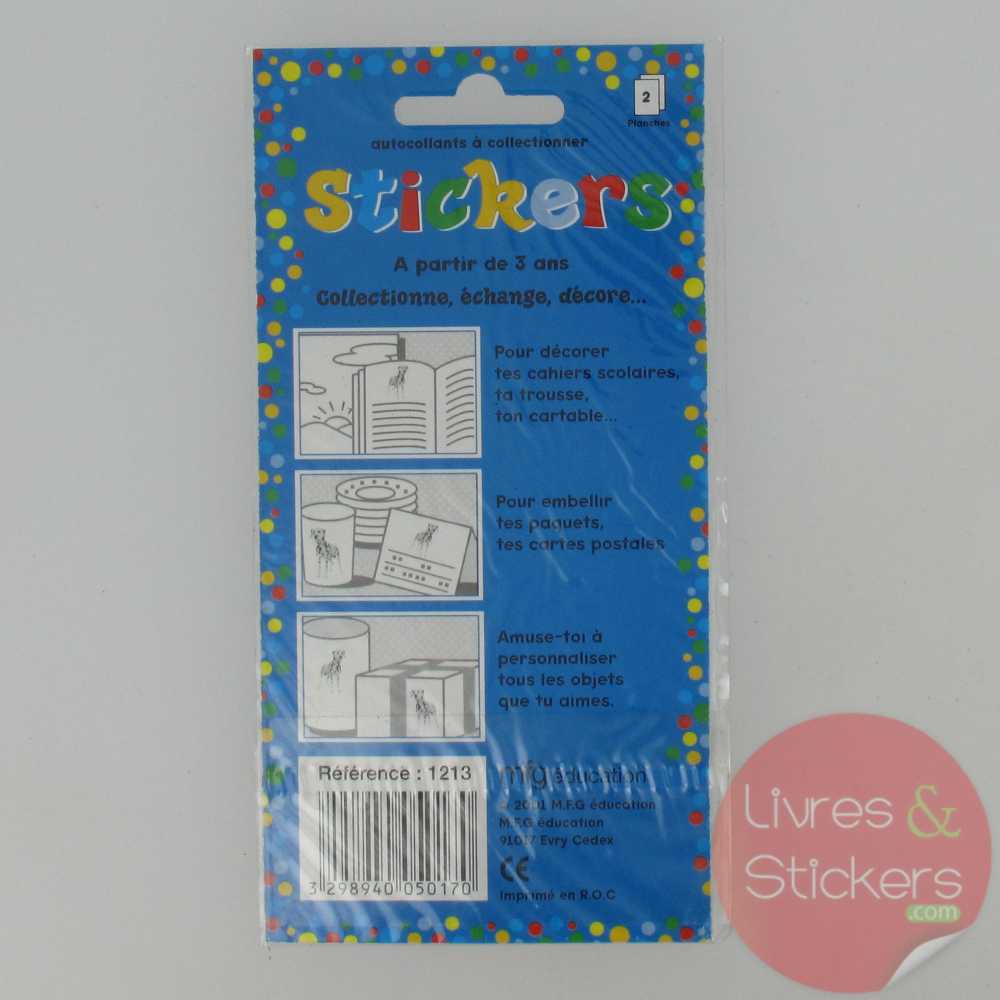 2
Planches
autocollants à collectionner
Stickers
A partir de 3 ans
Collectionne, échange, décore...
Pour décorer
tes cahiers scolaires,
ta trousse,
ton cartable...
Pour embellir
tes paquets,
tes cartes postales
Amuse-toi à
personnaliser
tous les objets
que tu aimes.
Référence : 1213
3 298940 050170
mfg éducation
© 2001 M.F.G éducation
M.F.G éducation
91017 Evry Cedex
CE
Imprimé en R.O.C
Livres &
Stickers
.com